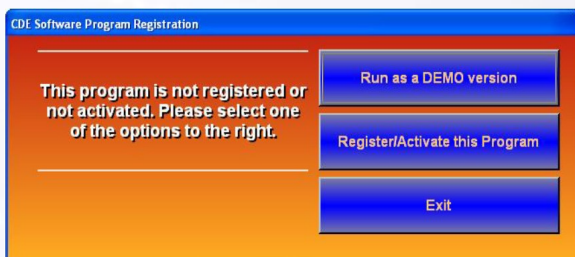 CDE Software Program Registration
This program is not registered or
not activated. Please select one
of the options to the right.
Run as a DEMO version
Register/Activate this Program
Exit